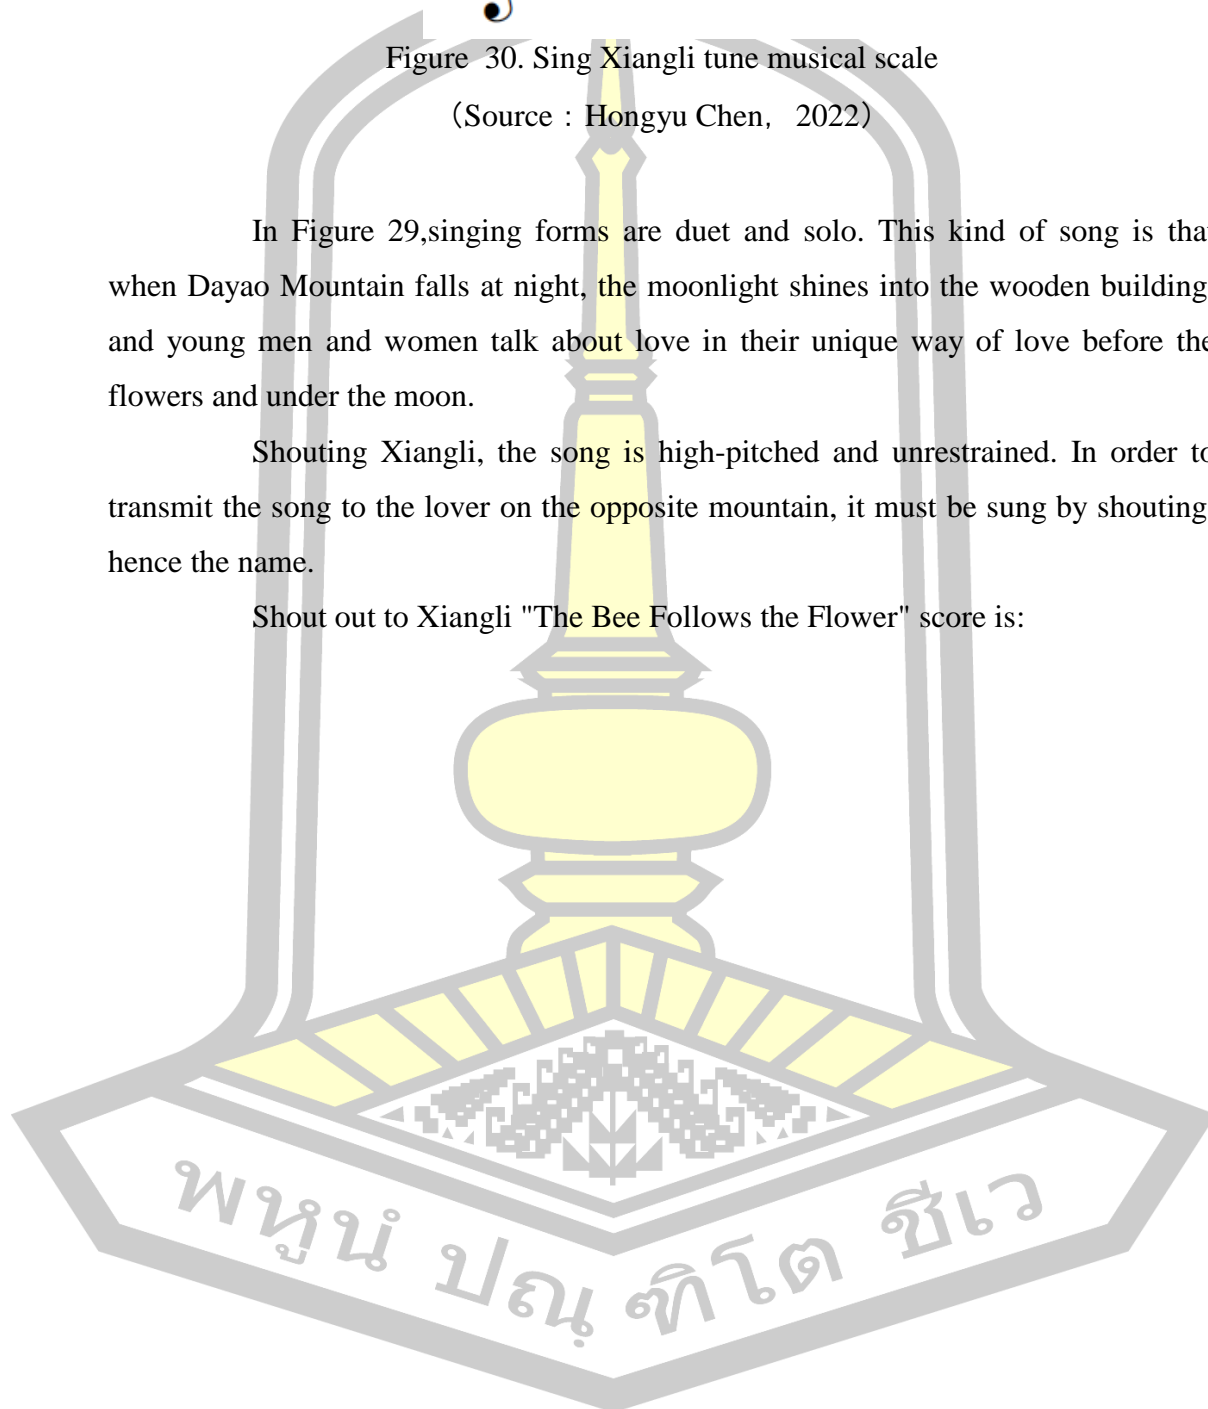 Figure 30. Sing Xiangli tune musical scale
（Source：Hongyu Chen， 2022）
In Figure 29,singing forms are duet and solo. This kind of song is that
when Dayao Mountain falls at night, the moonlight shines into the wooden building
and young men and women talk about love in their unique way of love before the
flowers and under the moon.
Shouting Xiangli, the song is high-pitched and unrestrained. In order to
transmit the song to the lover on the opposite mountain, it must be sung by shouting
hence the name.
Shout out to Xiangli "The Bee Follows the Flower" score is:
พหูนํ ปณฺ ฑิโต ชีเว